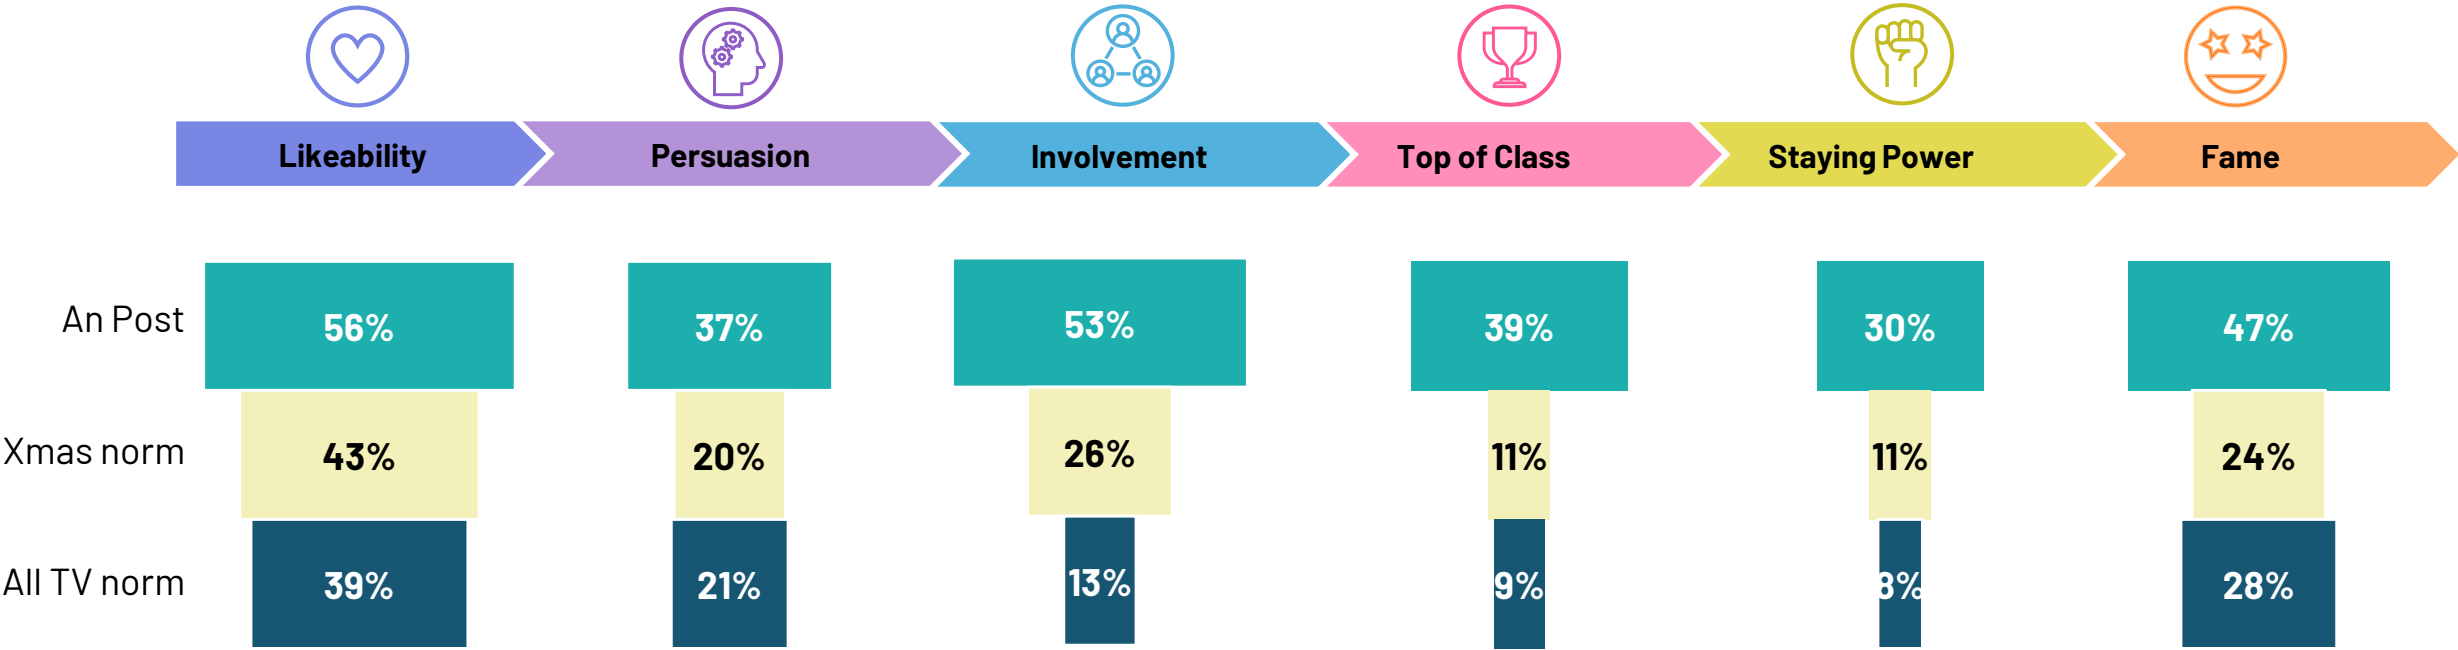 Likeability Persuasion Involvement Top of Class Staying Power Fame
An Post 56% 37% 53% 39% 30% 47%
Xmas norm 43% 20% 26% 11% 11% 24%
All TV norm 39% 21% 13% 9% 8% 28%